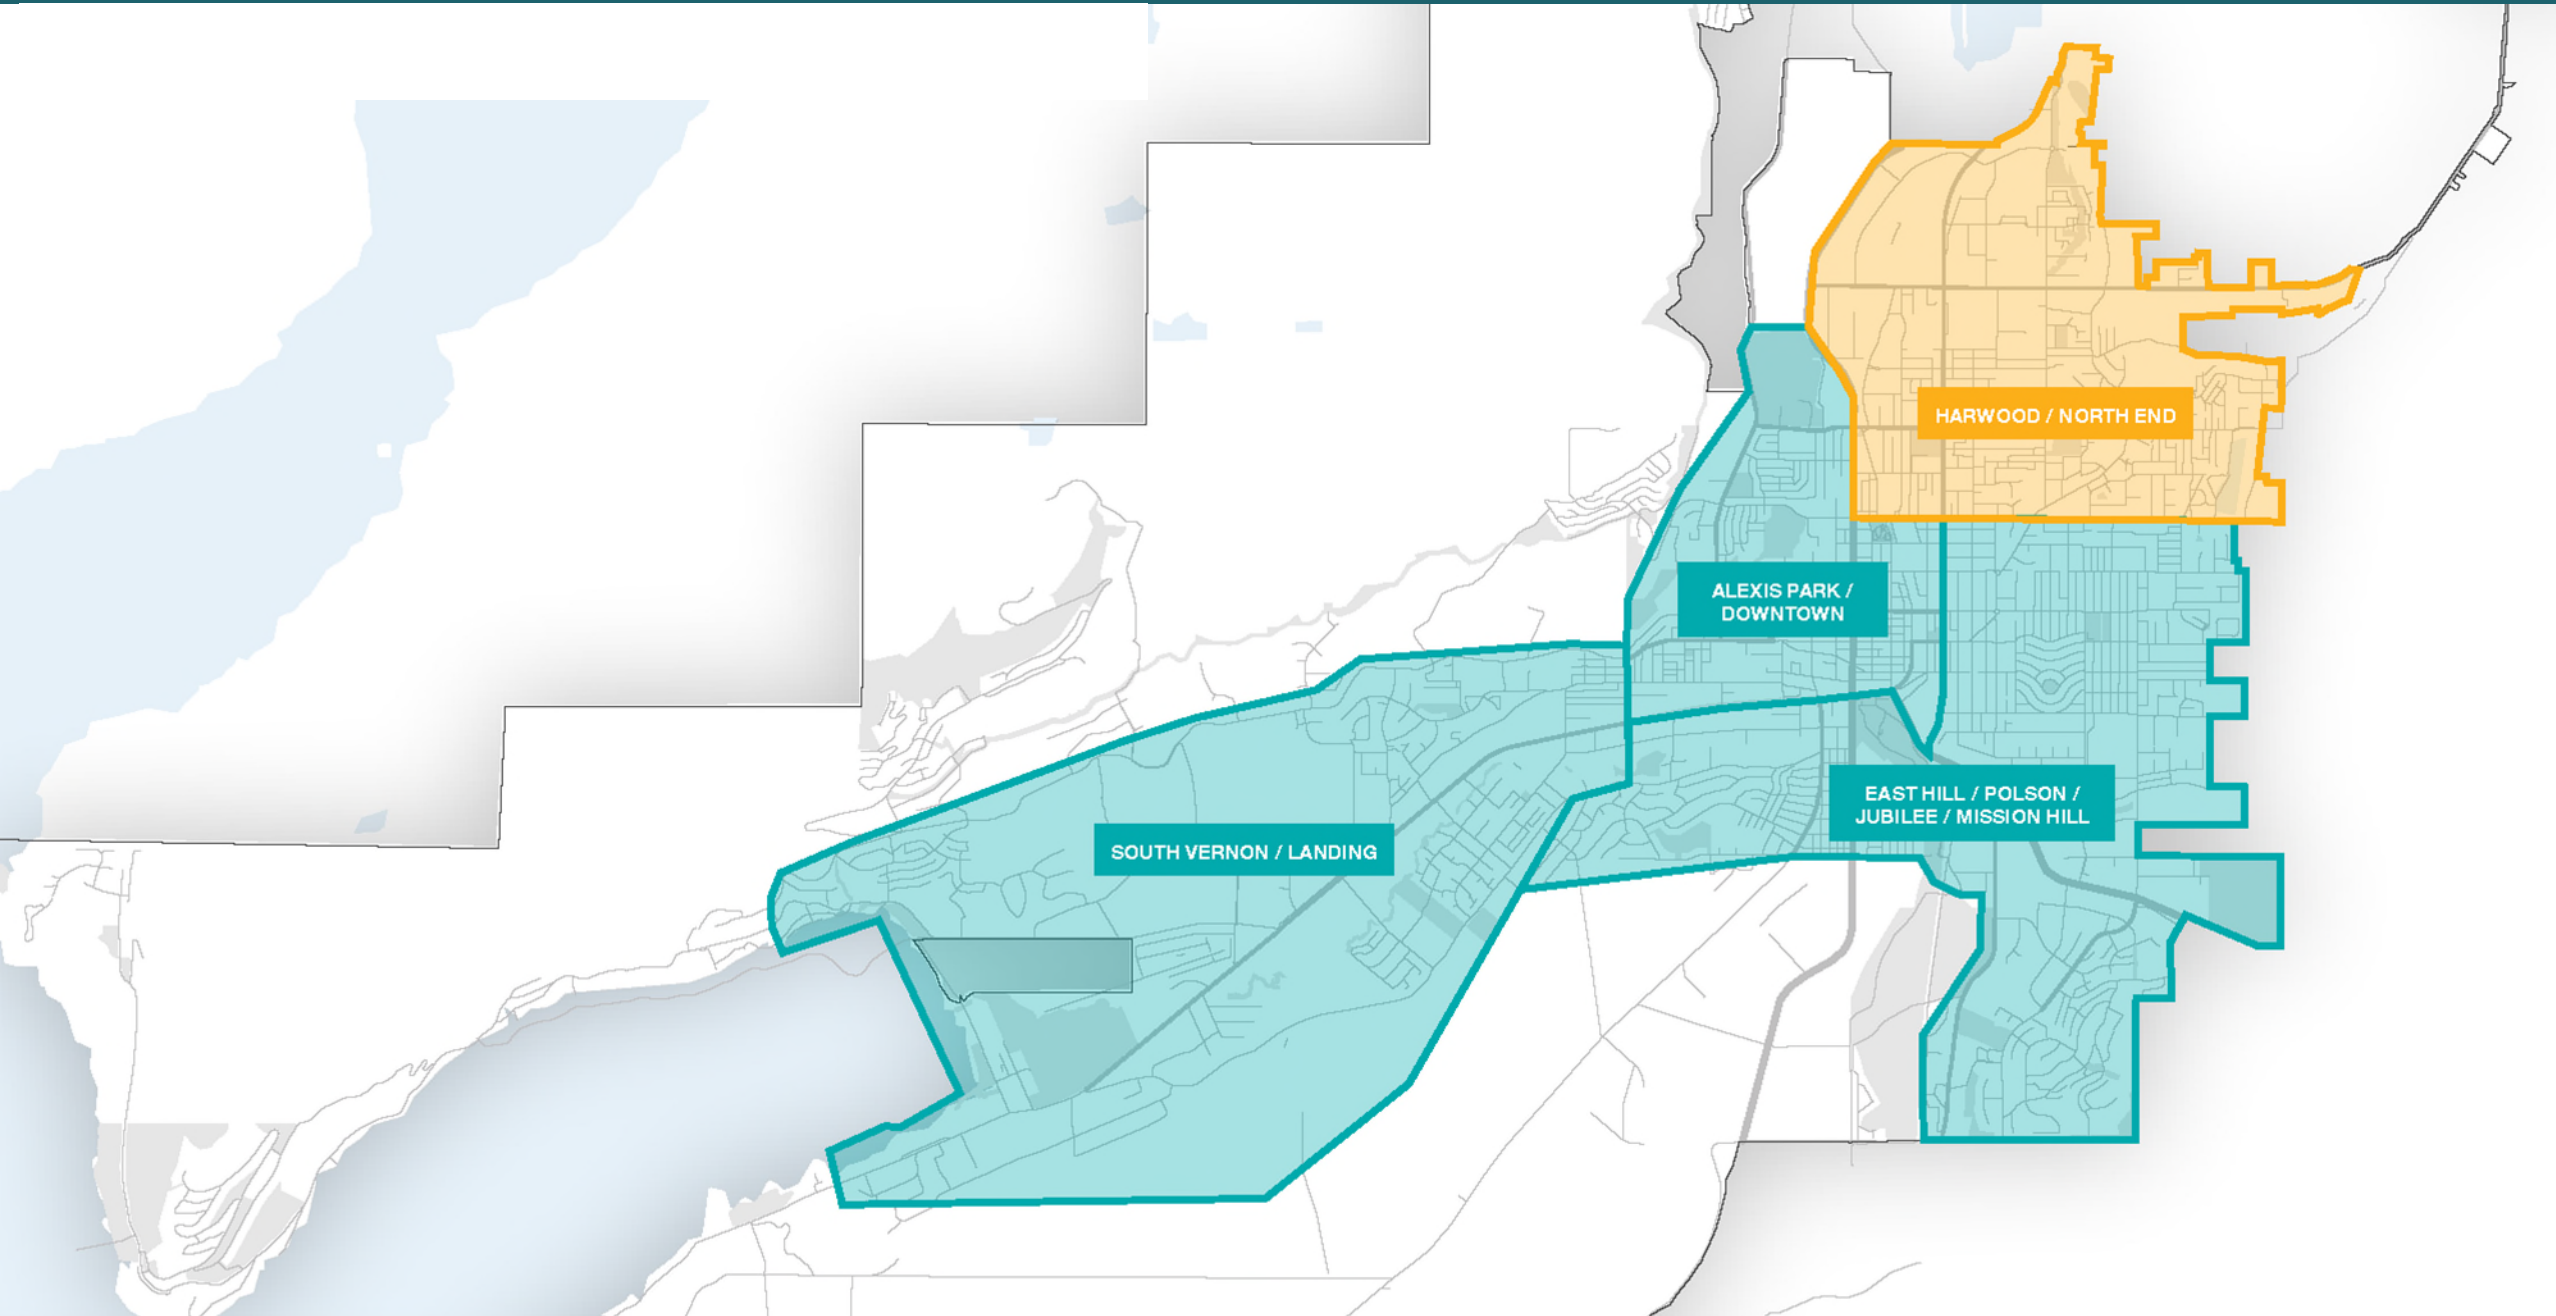 HARWOOD / NORTH END
ALEXIS PARK /
DOWNTOWN
EAST HILL / POLSON /
JUBILEE / MISSION HILL
SOUTH VERNON / LANDING